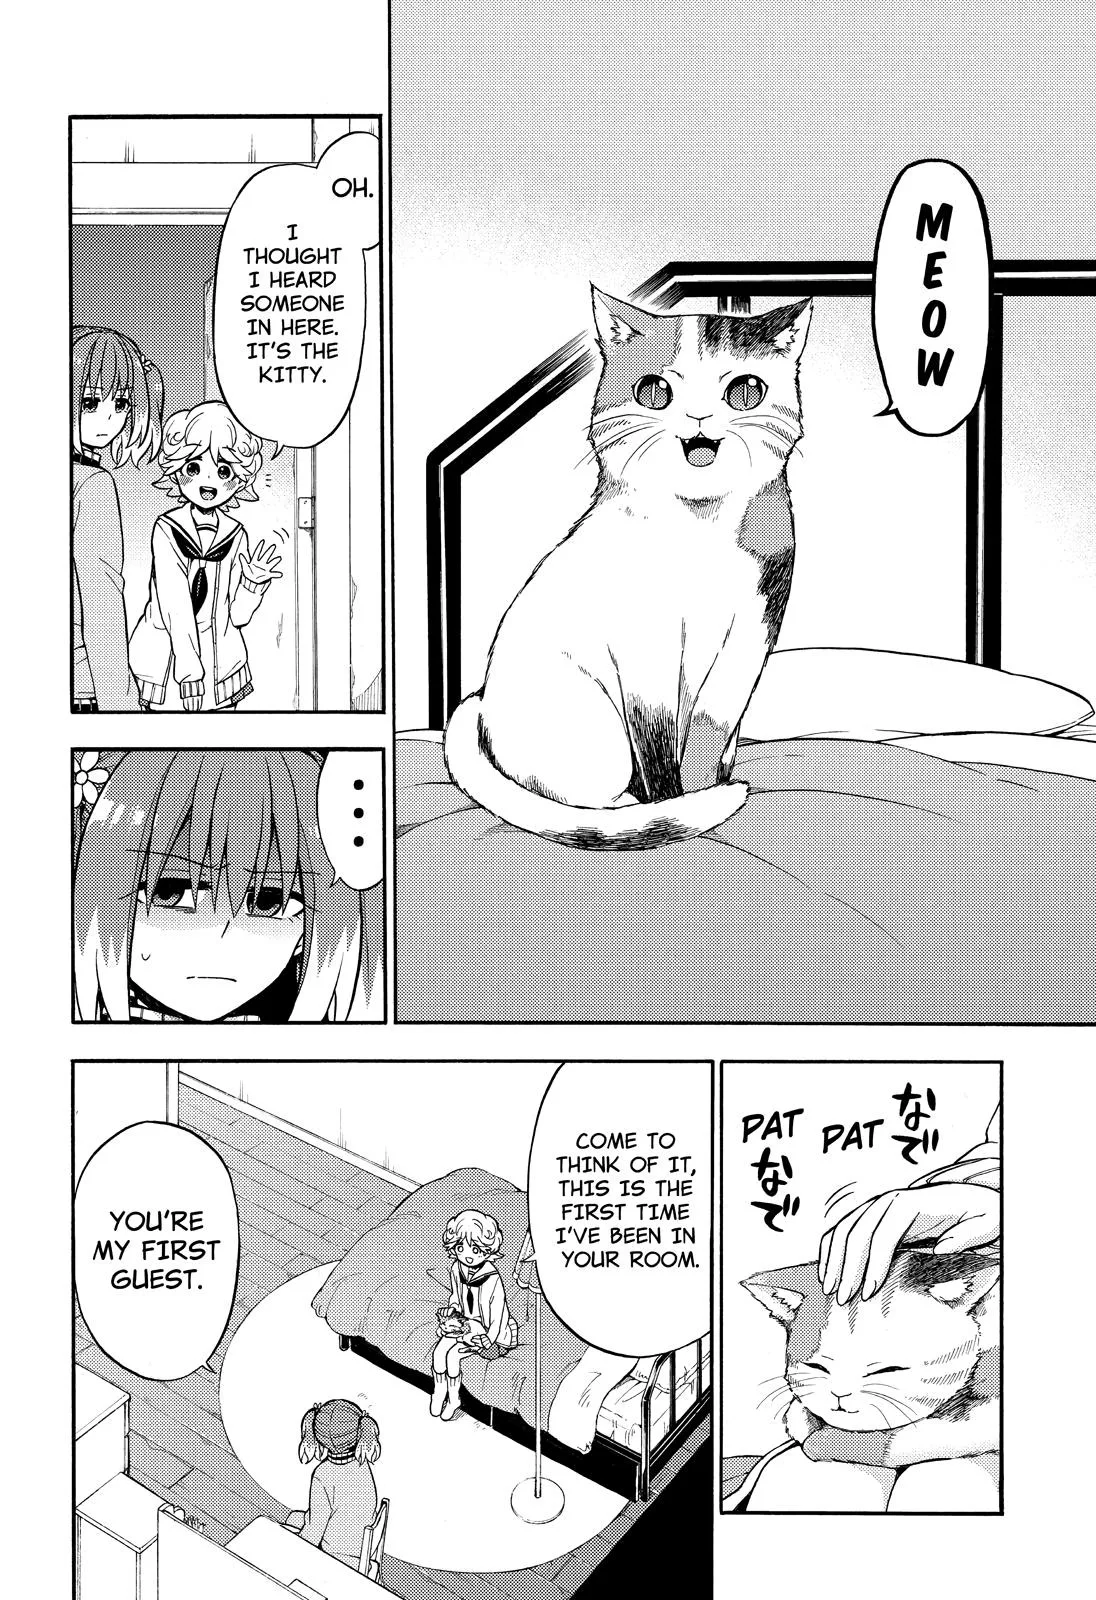 MEOW
OH.
I
THOUGHT
I HEARD
SOMEONE
IN HERE.
IT'S THE
KITTY.
...
PAT
なで
PAT
なで
COME TO
THINK OF IT,
THIS IS THE
FIRST TIME
I'VE BEEN IN
YOUR ROOM.
YOU'RE
MY FIRST
GUEST.